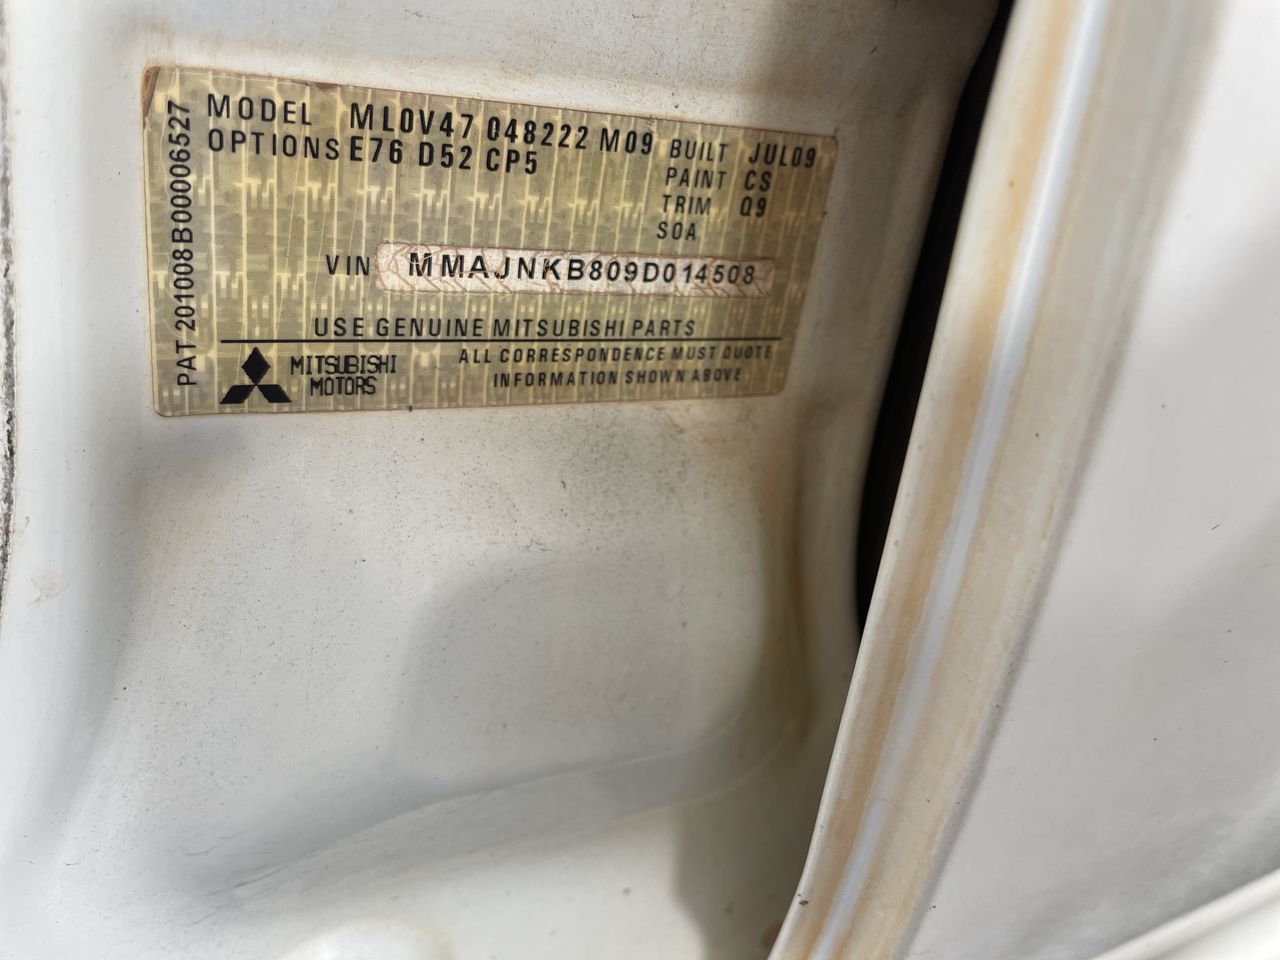 MODEL ML0V47 048222 M09 BUILT JUL09
OPTIONS E76 D52 CP5 PAINT CS
TRIM Q9
SOA
VIN MMAJNKB809D014508
USE GENUINE MITSUBISHI PARTS
MITSUBISHI MOTORS
ALL CORRESPONDENCE MUST QUOTE
INFORMATION SHOWN ABOVE
PAT 201008B00006527